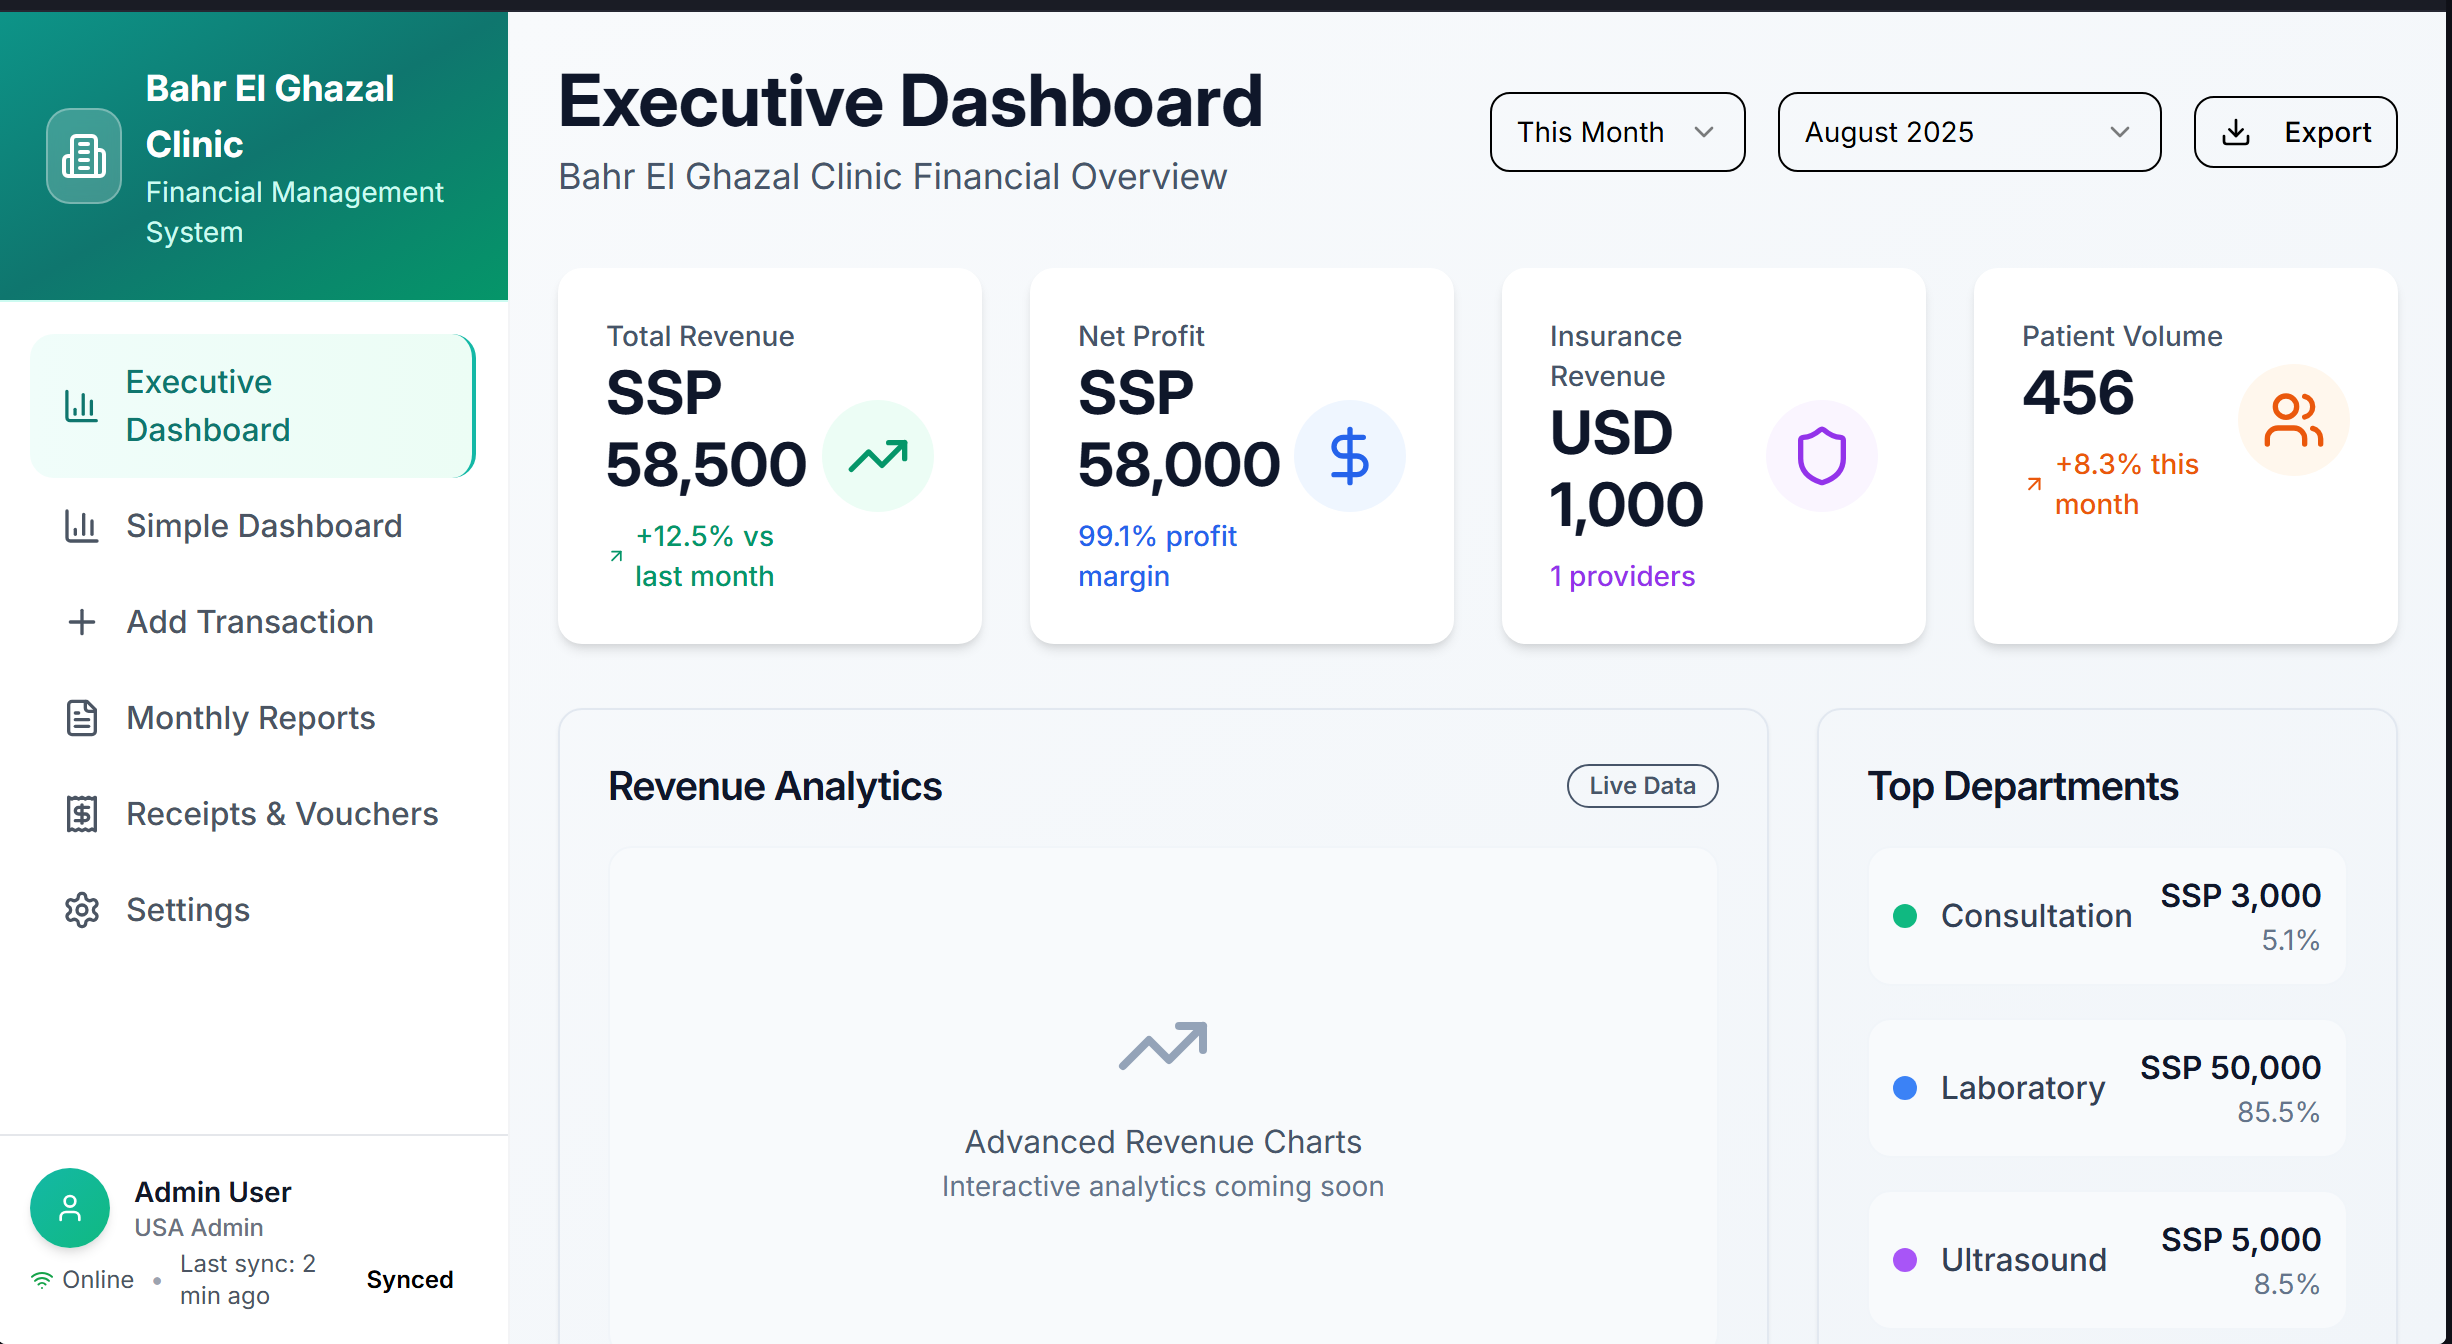 Bahr El Ghazal
Clinic
Financial Management
System
Executive
Dashboard
Simple Dashboard
Add Transaction
Monthly Reports
Receipts & Vouchers
Settings
Admin User
USA Admin
Online • Last sync: 2
min ago
Synced
Executive Dashboard
Bahr El Ghazal Clinic Financial Overview
This Month
August 2025
Export
Total Revenue
SSP
58,500
+12.5% vs
last month
Net Profit
SSP
58,000
99.1% profit
margin
Insurance
Revenue
USD
1,000
1 providers
Patient Volume
456
+8.3% this
month
Revenue Analytics
Live Data
Advanced Revenue Charts
Interactive analytics coming soon
Top Departments
Consultation
SSP 3,000
5.1%
Laboratory
SSP 50,000
85.5%
Ultrasound
SSP 5,000
8.5%